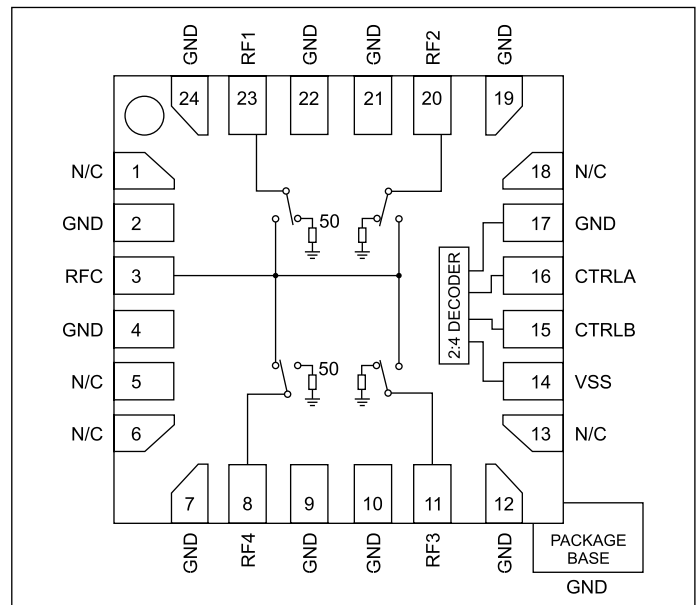 GND RF1 GND GND RF2 GND
24 23 22 21 20 19
N/C 1 18 N/C
GND 2 50 17 GND
RFC 3 16 CTRLA
2:4 DECODER
GND 4 15 CTRLB
N/C 5 50 14 VSS
N/C 6 13 N/C
7 8 9 10 11 12
GND RF4 GND GND RF3 GND
PACKAGE
BASE
GND